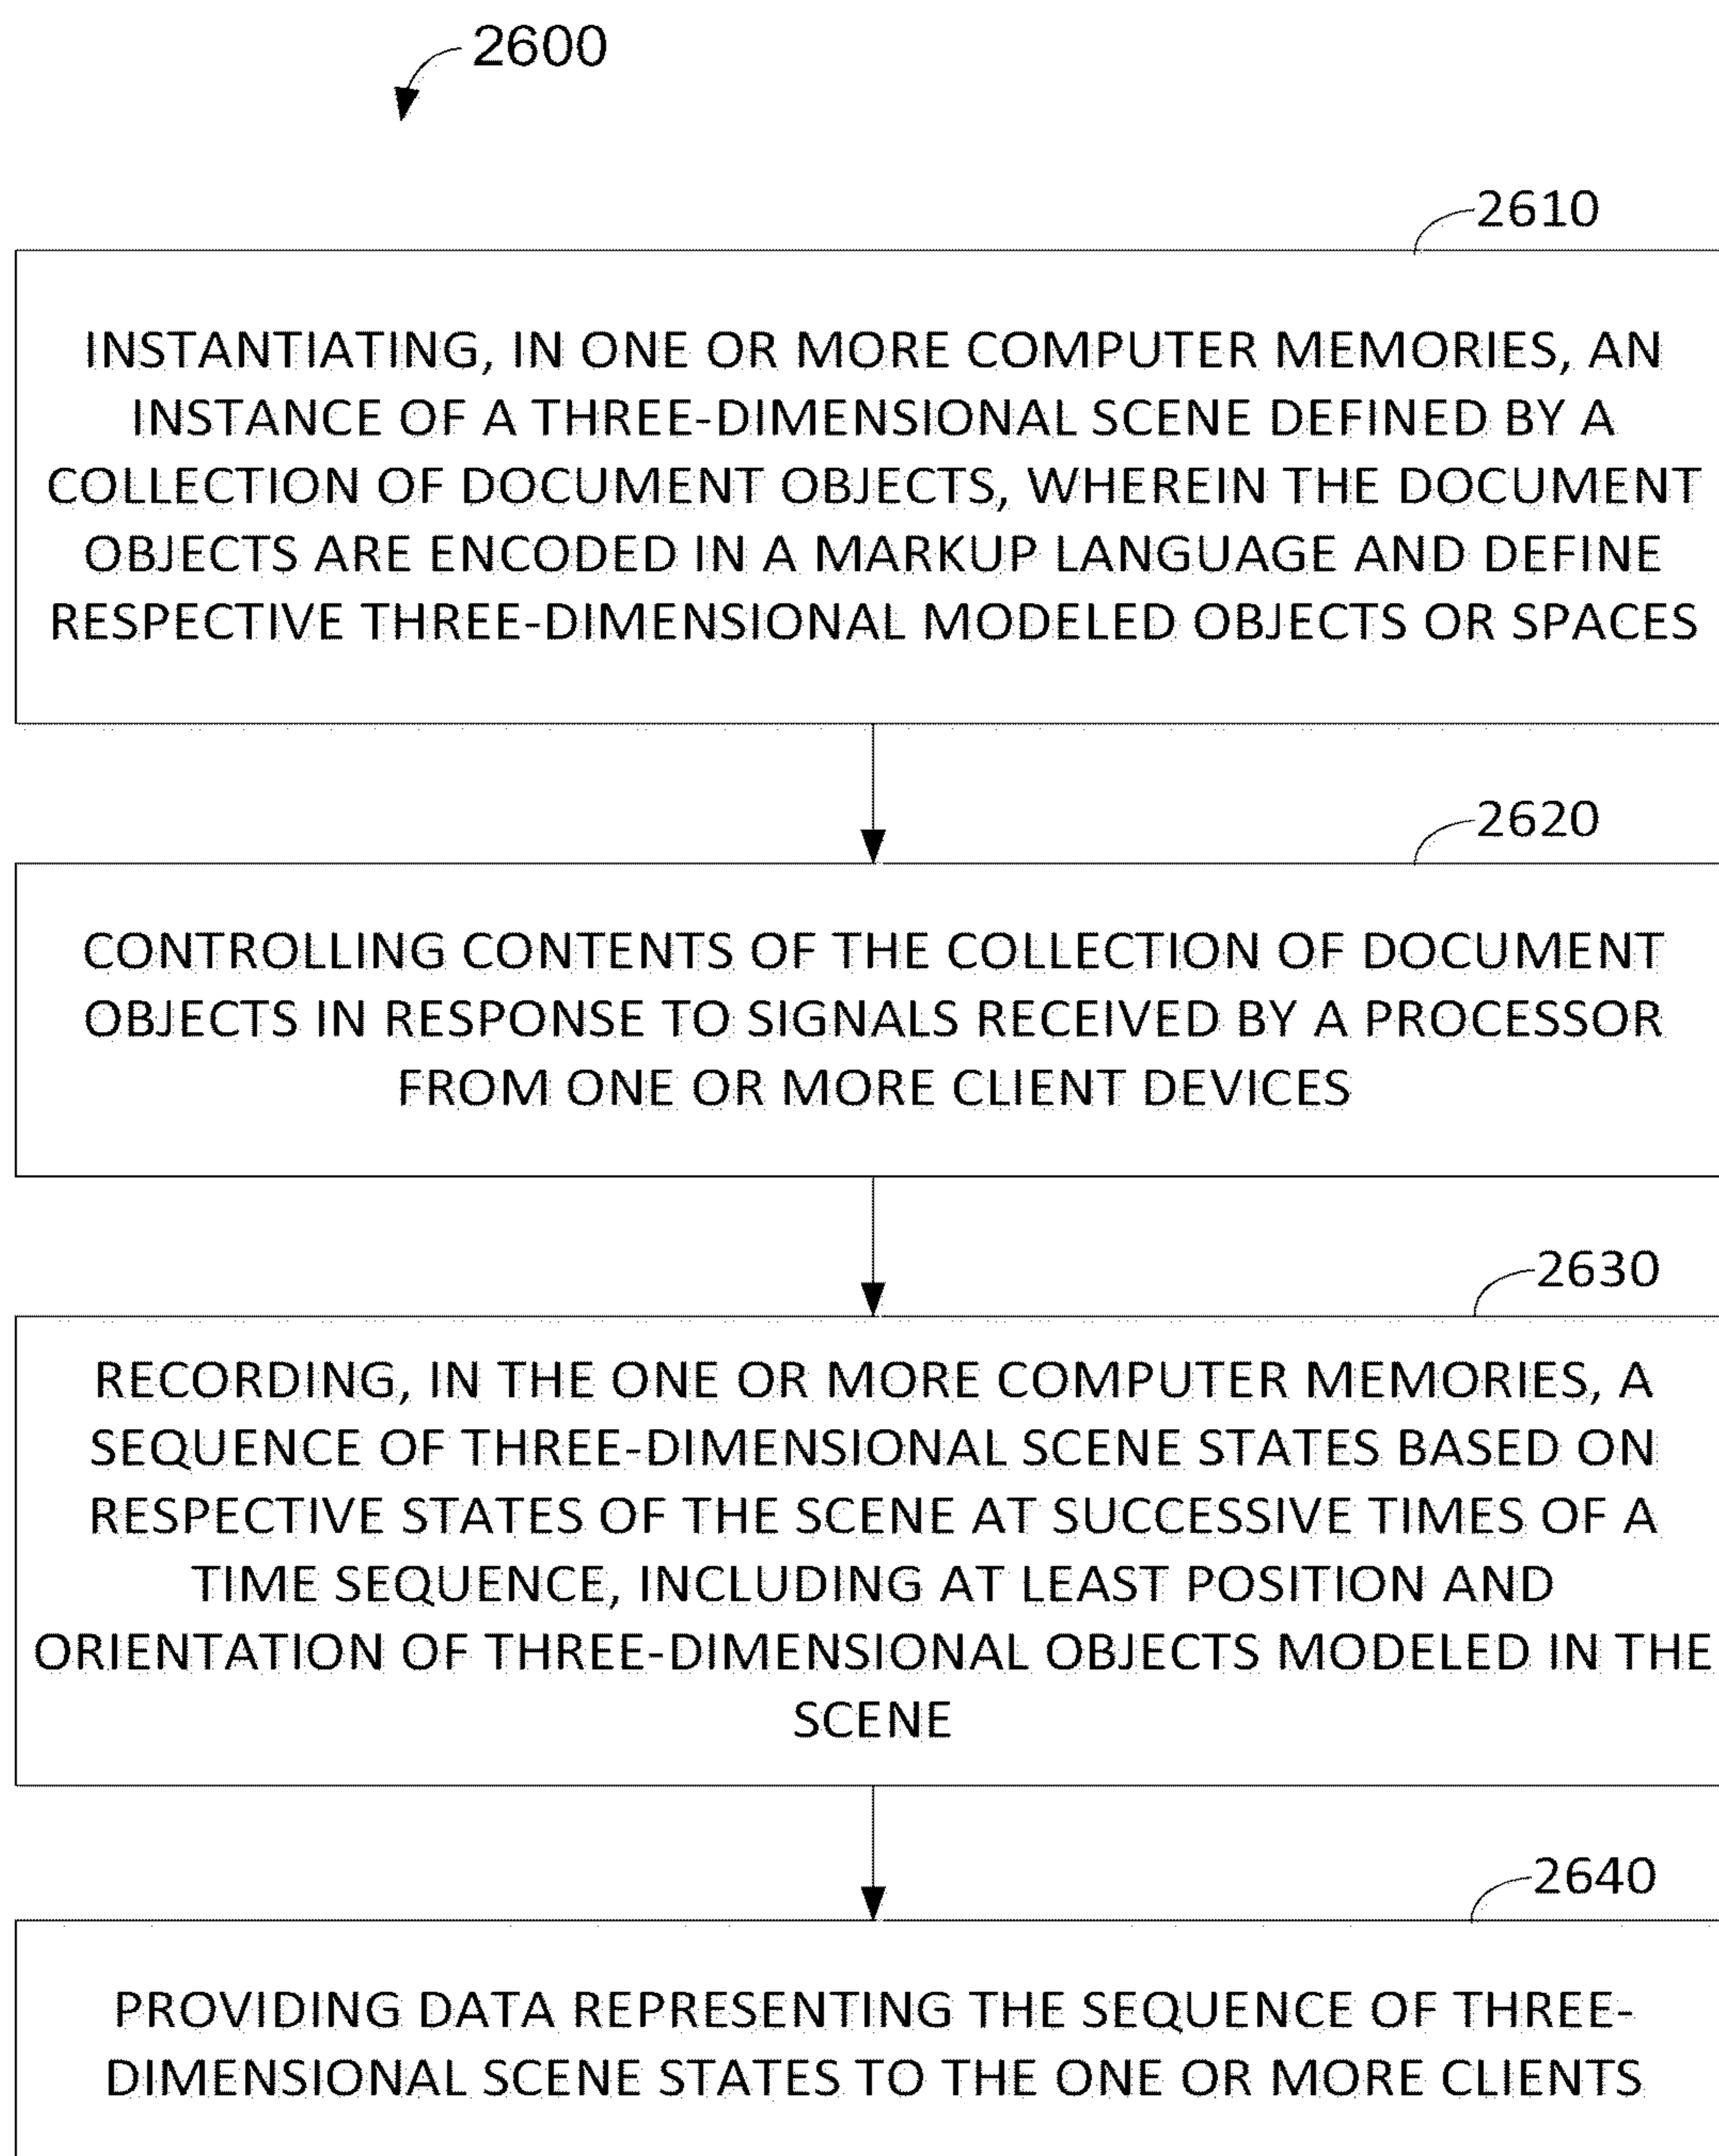 2600
2610
INSTANTIATING, IN ONE OR MORE COMPUTER MEMORIES, AN
INSTANCE OF A THREE-DIMENSIONAL SCENE DEFINED BY A
COLLECTION OF DOCUMENT OBJECTS, WHEREIN THE DOCUMENT
OBJECTS ARE ENCODED IN A MARKUP LANGUAGE AND DEFINE
RESPECTIVE THREE-DIMENSIONAL MODELED OBJECTS OR SPACES
2620
CONTROLLING CONTENTS OF THE COLLECTION OF DOCUMENT
OBJECTS IN RESPONSE TO SIGNALS RECEIVED BY A PROCESSOR
FROM ONE OR MORE CLIENT DEVICES
2630
RECORDING, IN THE ONE OR MORE COMPUTER MEMORIES, A
SEQUENCE OF THREE-DIMENSIONAL SCENE STATES BASED ON
RESPECTIVE STATES OF THE SCENE AT SUCCESSIVE TIMES OF A
TIME SEQUENCE, INCLUDING AT LEAST POSITION AND
ORIENTATION OF THREE-DIMENSIONAL OBJECTS MODELED IN THE
SCENE
2640
PROVIDING DATA REPRESENTING THE SEQUENCE OF THREE-
DIMENSIONAL SCENE STATES TO THE ONE OR MORE CLIENTS